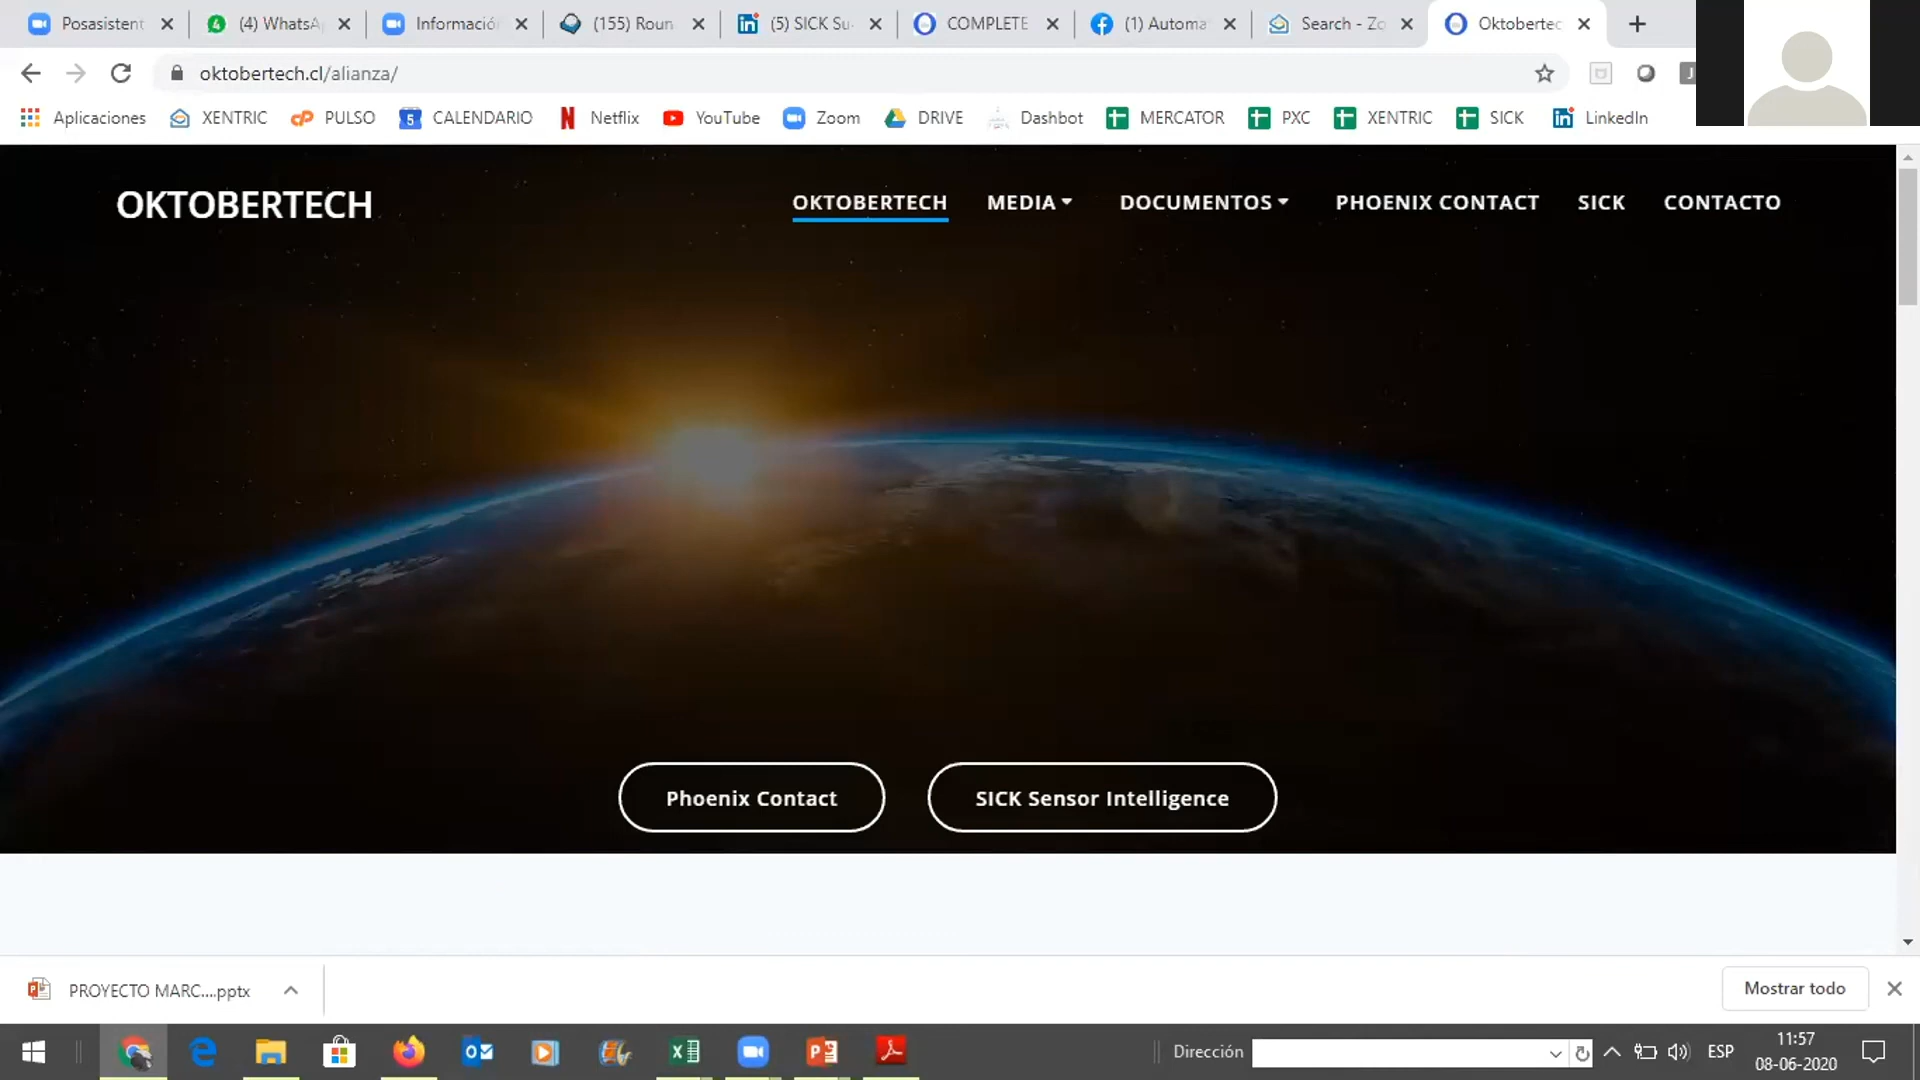 Posasistent
(4) WhatsA
Informació
(155) Roun
(5) SICK Su
COMPLETE
(1) Automa
Search - Zo
Oktobertec
oktobertech.cl/alianza/
J
Aplicaciones
XENTRIC
PULSO
CALENDARIO
Netflix
YouTube
Zoom
DRIVE
Dashbot
MERCATOR
PXC
XENTRIC
SICK
LinkedIn
OKTOBERTECH
OKTOBERTECH
MEDIA
DOCUMENTOS
PHOENIX CONTACT
SICK
CONTACTO
Phoenix Contact
SICK Sensor Intelligence
PROYECTO MARC....pptx
Mostrar todo
Dirección
ESP
11:57
08-06-2020